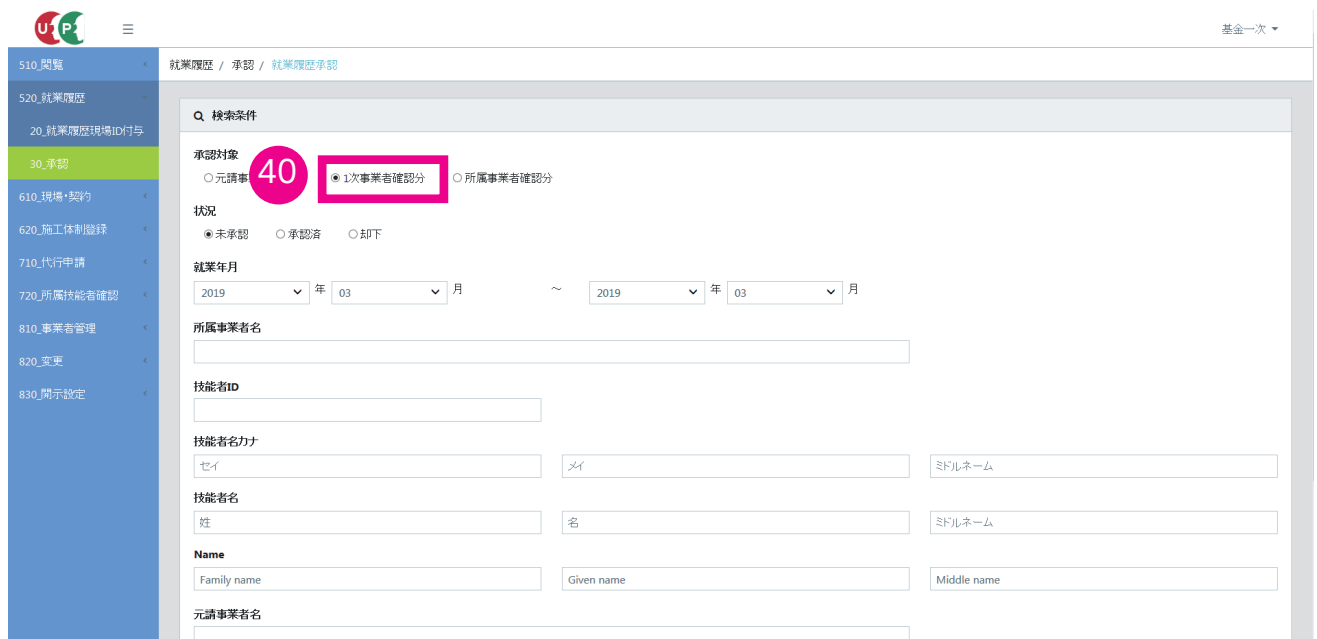 UP
☰
基金一次
510_閲覧
就業履歴 / 承認 / 就業履歴承認
520_就業履歴
20_就業履歴現場ID付与
30_承認
610_現場・契約
620_施工体制登録
710_代行申請
720_所属技能者確認
810_事業者管理
820_変更
830_開示設定
検索条件
承認対象
元請事
40
1次事業者確認分
所属事業者確認分
状況
未承認 承認済 却下
就業年月
2019 年 03 月 ～ 2019 年 03 月
所属事業者名
技能者ID
技能者名カナ
セイ メイ ミドルネーム
技能者名
姓 名 ミドルネーム
Name
Family name Given name Middle name
元請事業者名